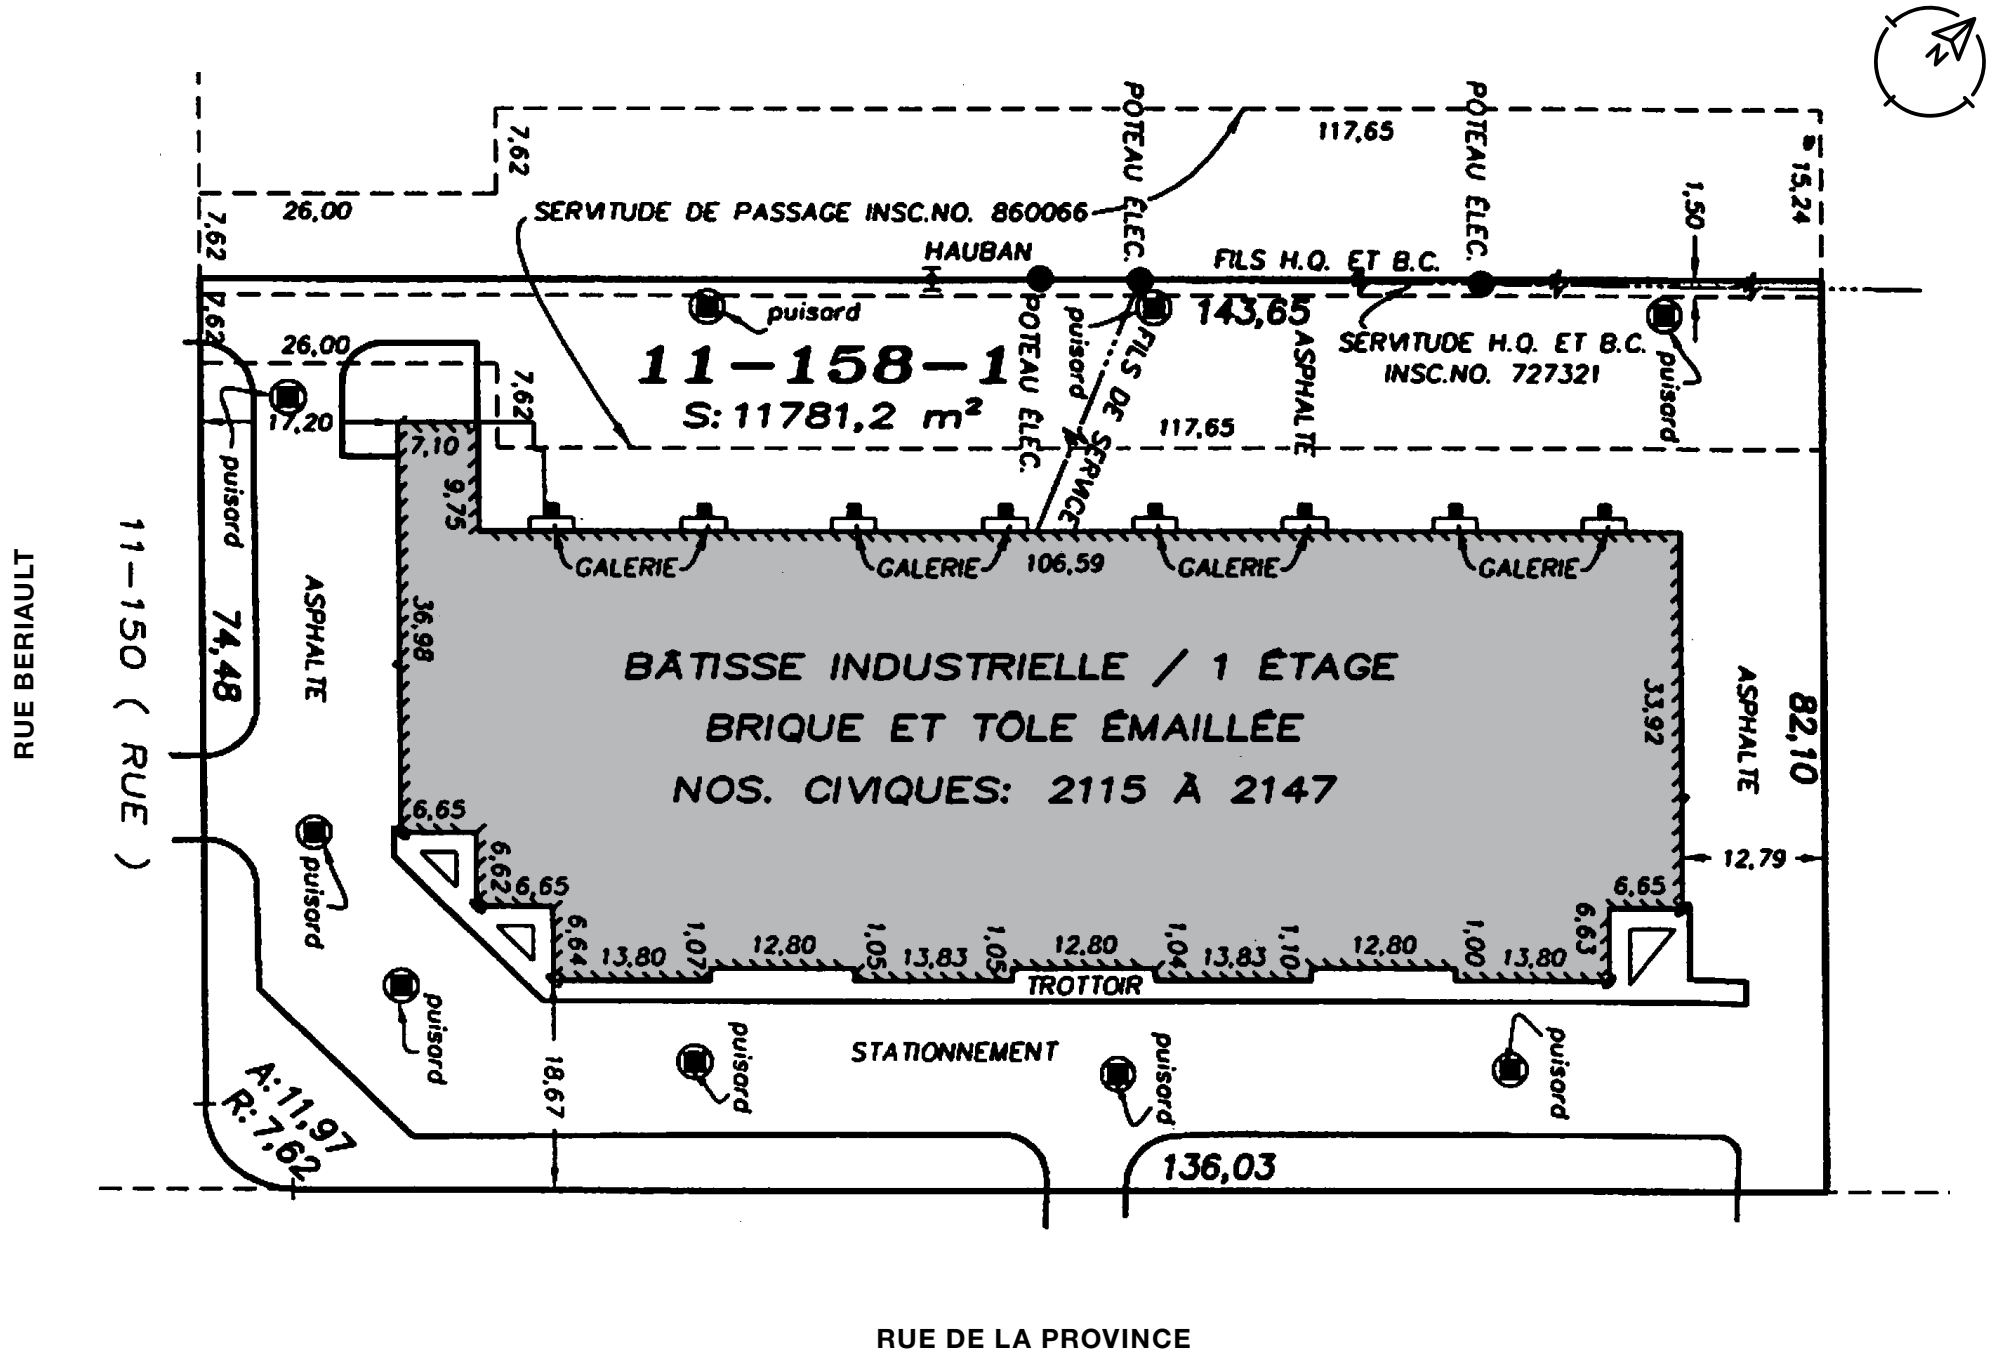 N
POTEAU ÉLEC.
POTEAU ÉLEC.
7,62
117,65
15,24
1,50
26,00
7,62
SERVITUDE DE PASSAGE INSC.NO. 860066
HAUBAN
FILS H.Q. ET B.C.
7,62
puisard
POTEAU ÉLEC.
puisard
143,65
ASPHALTE
SERVITUDE H.Q. ET B.C.
INSC.NO. 727321
puisard
26,00
11-158-1
S: 11781,2 m²
7,62
FILS DE SERVICE
117,65
17,20
puisard
7,10
9,75
GALERIE
GALERIE
106,59
GALERIE
GALERIE
RUE BERIAULT
11-150 ( RUE )
74,48
ASPHALTE
36,98
BÂTISSE INDUSTRIELLE / 1 ÉTAGE
BRIQUE ET TÔLE ÉMAILLÉE
NOS. CIVIQUES: 2115 À 2147
33,92
ASPHALTE
82,10
6,65
6,62
6,65
12,79
6,65
puisard
6,64
13,80
1,07
12,80
1,05
13,83
1,05
12,80
1,04
13,83
1,10
12,80
1,00
13,80
6,63
TROTTOIR
puisard
puisard
STATIONNEMENT
puisard
puisard
18,67
A: 11,97
R: 7,62
136,03
RUE DE LA PROVINCE